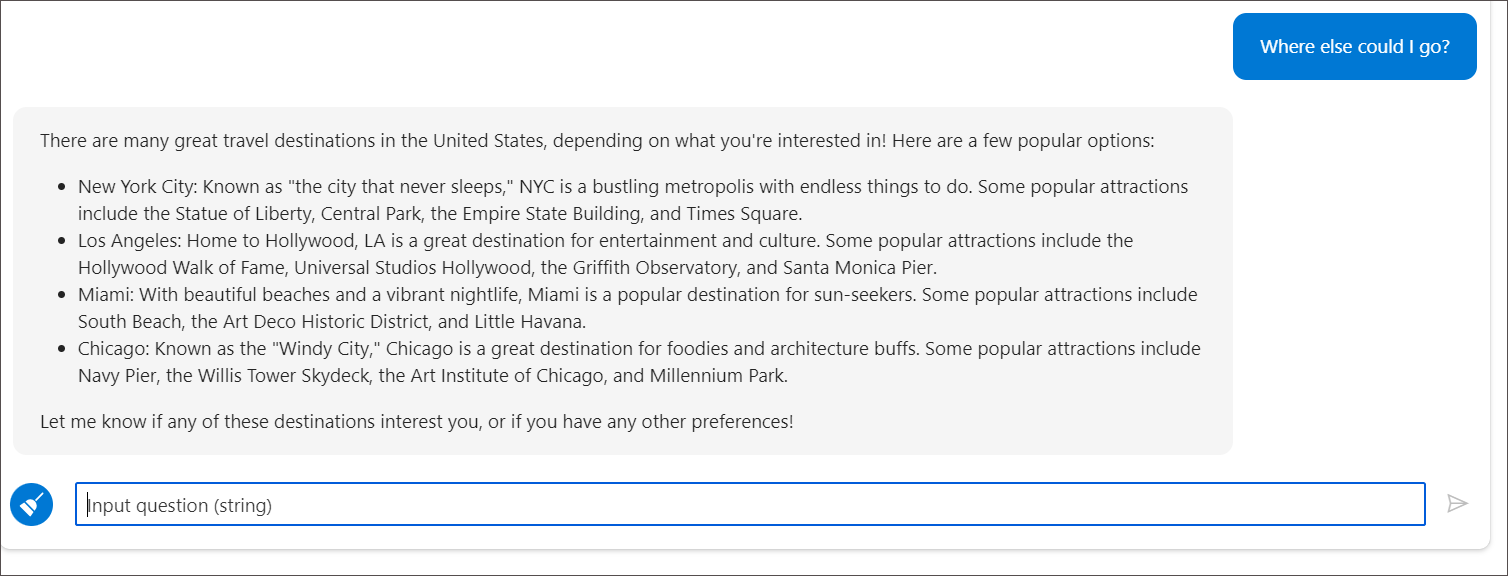 Where else could I go?
There are many great travel destinations in the United States, depending on what you're interested in! Here are a few popular options:
• New York City: Known as "the city that never sleeps," NYC is a bustling metropolis with endless things to do. Some popular attractions
include the Statue of Liberty, Central Park, the Empire State Building, and Times Square.
• Los Angeles: Home to Hollywood, LA is a great destination for entertainment and culture. Some popular attractions include the
Hollywood Walk of Fame, Universal Studios Hollywood, the Griffith Observatory, and Santa Monica Pier.
• Miami: With beautiful beaches and a vibrant nightlife, Miami is a popular destination for sun-seekers. Some popular attractions include
South Beach, the Art Deco Historic District, and Little Havana.
• Chicago: Known as the "Windy City," Chicago is a great destination for foodies and architecture buffs. Some popular attractions include
Navy Pier, the Willis Tower Skydeck, the Art Institute of Chicago, and Millennium Park.
Let me know if any of these destinations interest you, or if you have any other preferences!
Input question (string)